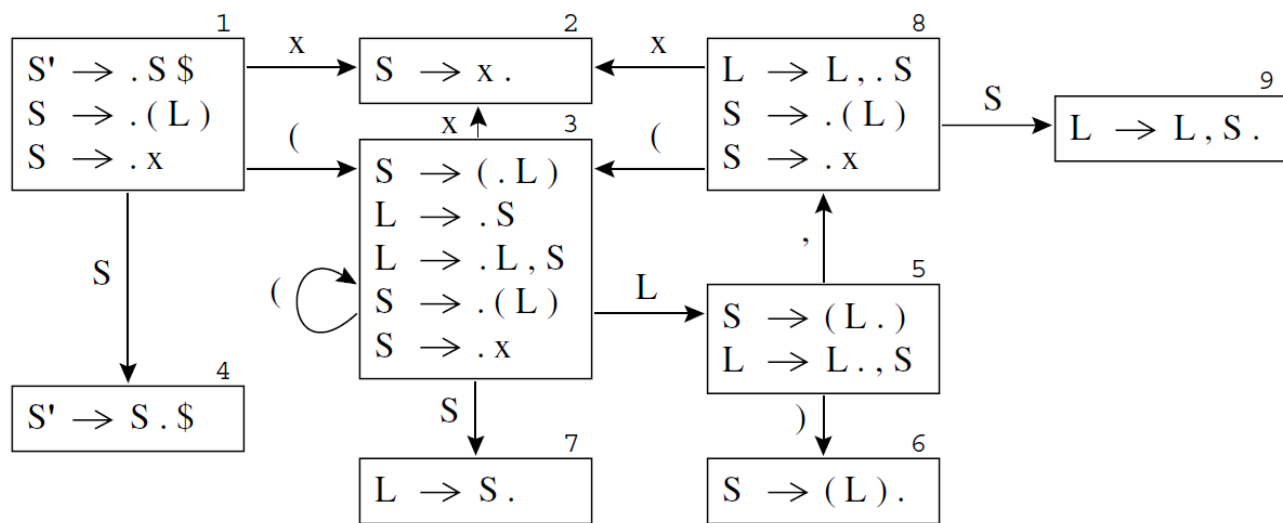 1
S' → . S $
S → . ( L )
S → . x
x
(
S
4
S' → S . $
2
S → x .
x
3
S → ( . L )
L → . S
L → . L , S
S → . ( L )
S → . x
(
S
7
L → S .
L
x
(
8
L → L , . S
S → . ( L )
S → . x
,
5
S → ( L . )
L → L . , S
)
6
S → ( L ) .
S
9
L → L , S .